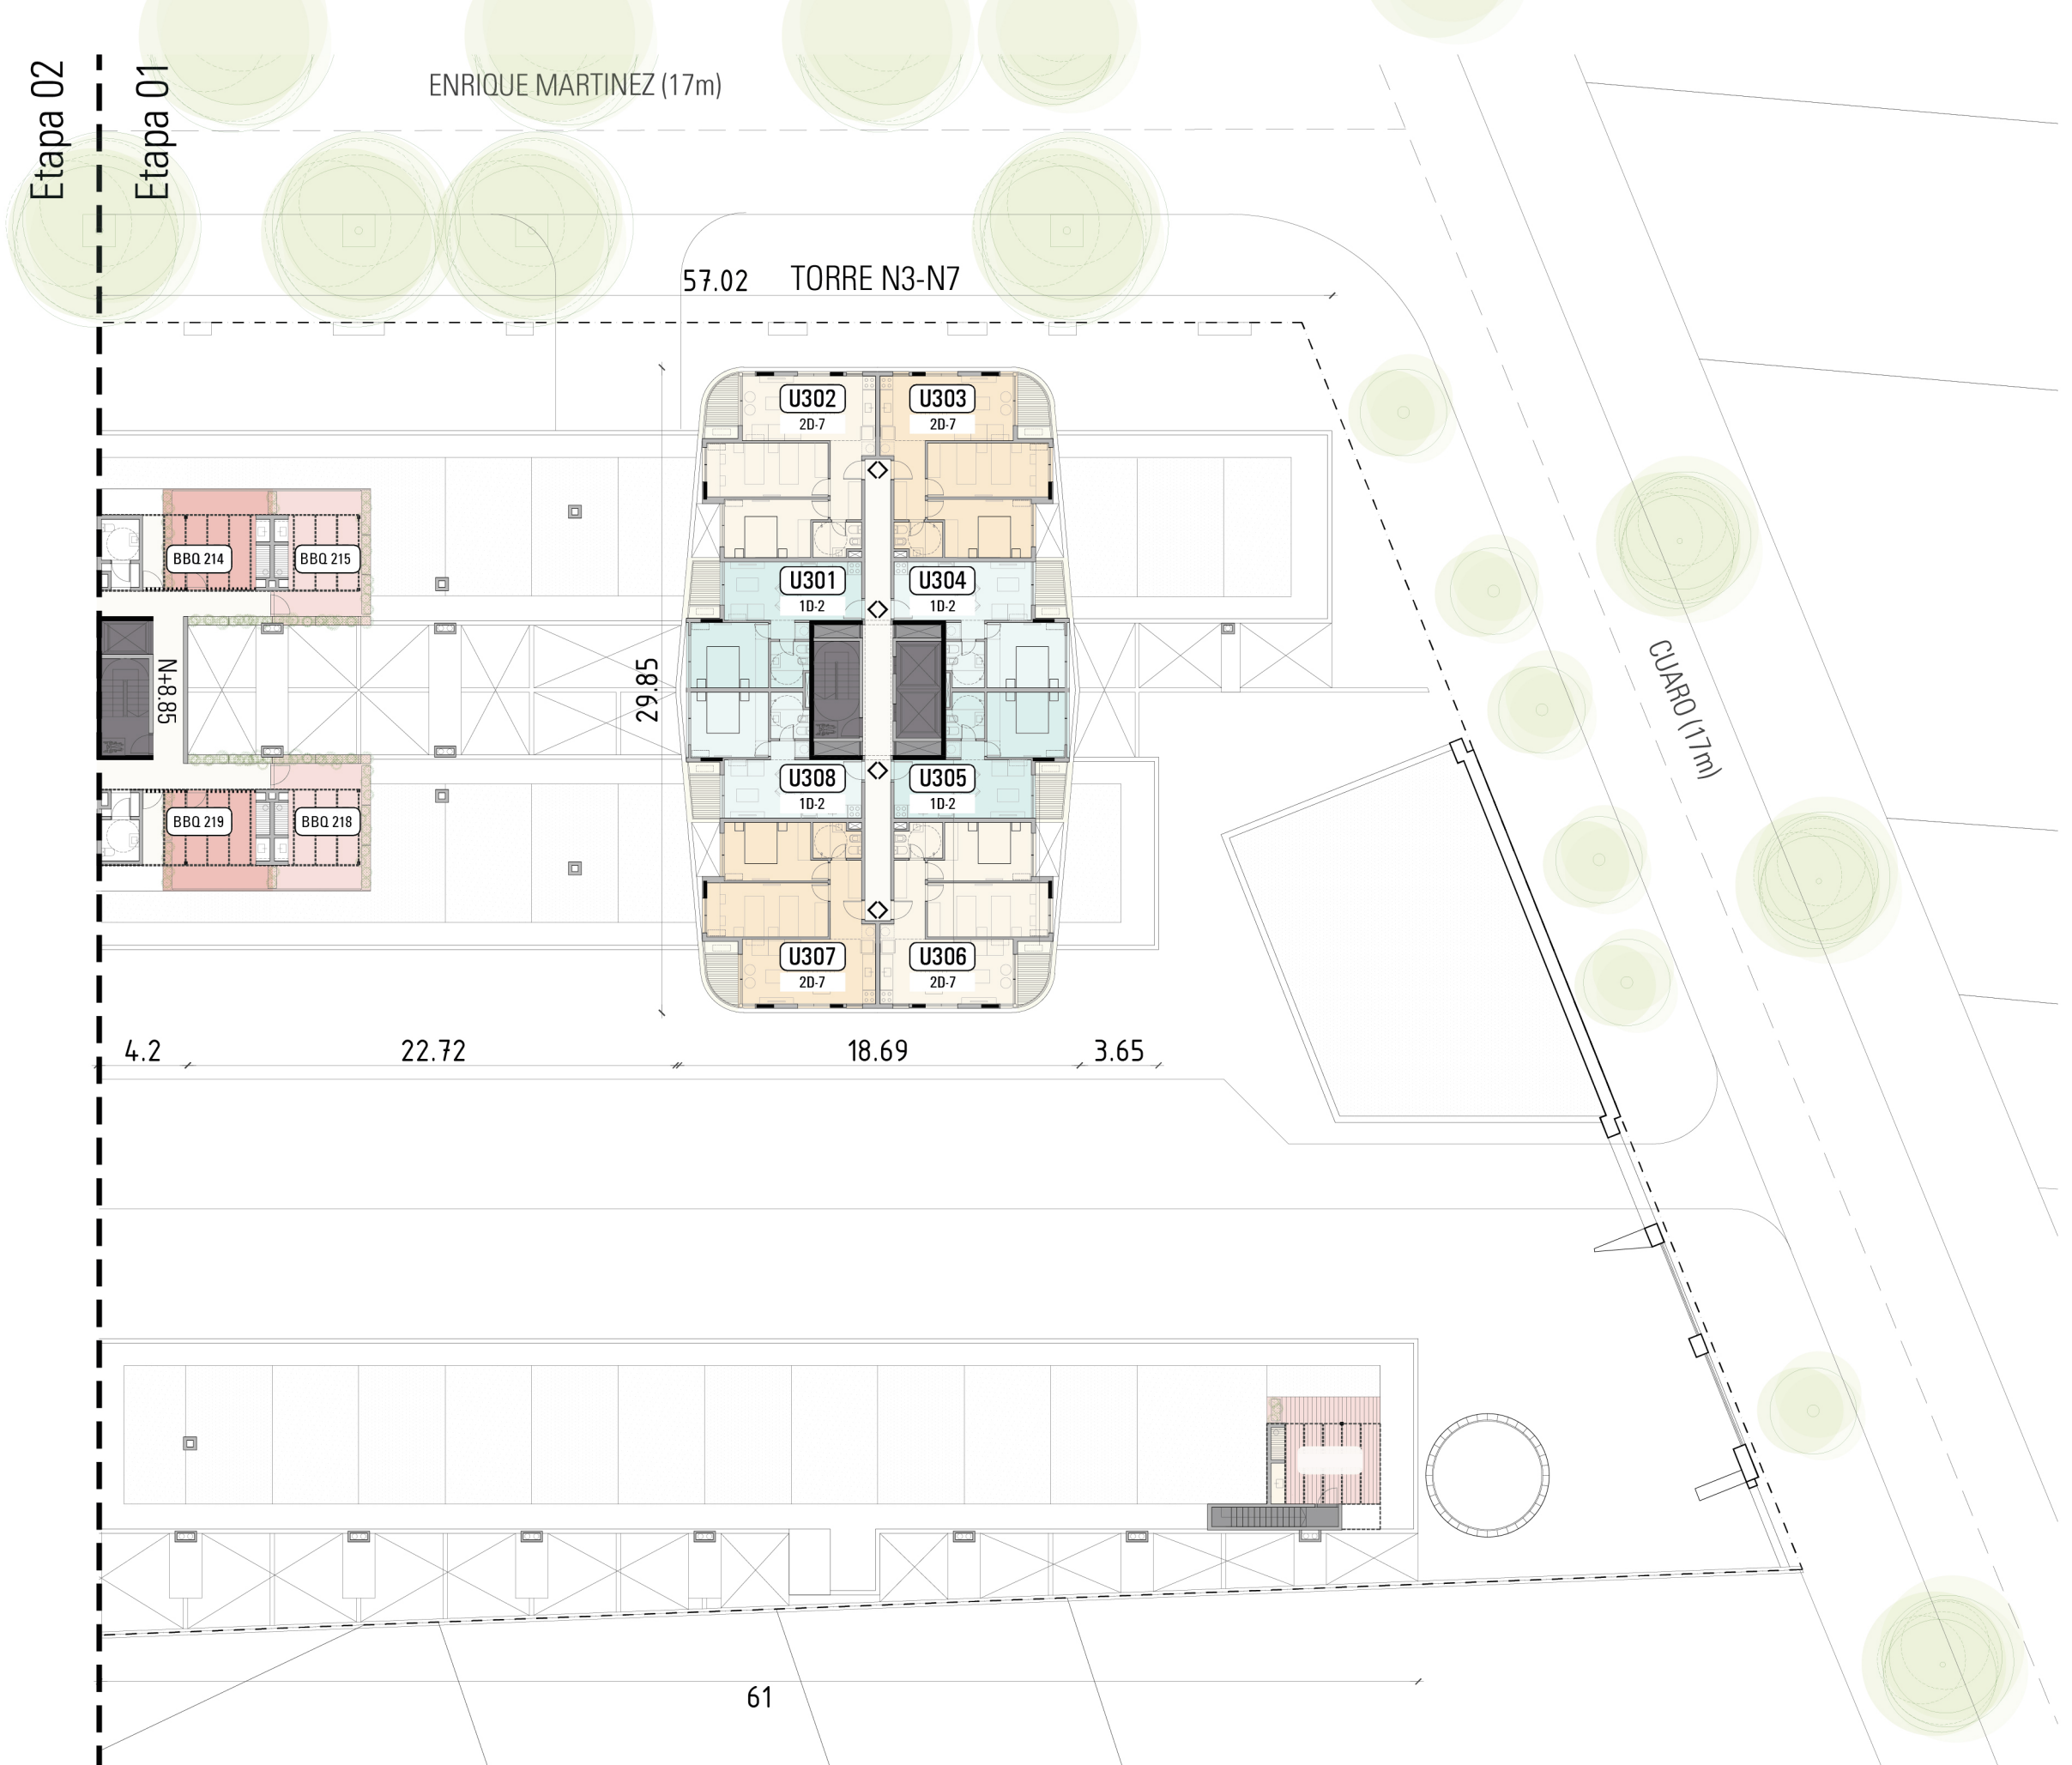 Etapa 02
Etapa 01
ENRIQUE MARTINEZ (17m)
57.02
TORRE N3-N7
U302
2D-7
U303
2D-7
BBQ 214
BBQ 215
U301
1D-2
U304
1D-2
N+8.85
29.85
CUARO (17m)
U308
1D-2
U305
1D-2
BBQ 219
BBQ 218
U307
2D-7
U306
2D-7
4.2
22.72
18.69
3.65
61